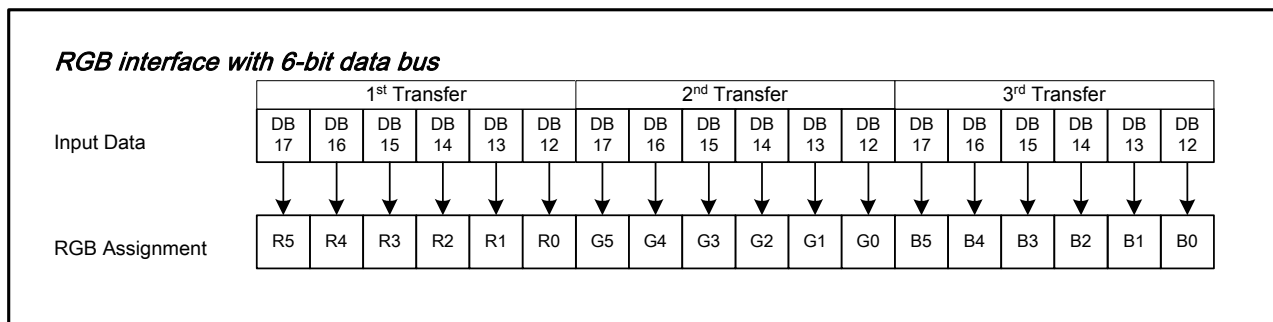 RGB interface with 6-bit data bus
1st Transfer 2nd Transfer 3rd Transfer
Input Data DB 17 DB 16 DB 15 DB 14 DB 13 DB 12 DB 17 DB 16 DB 15 DB 14 DB 13 DB 12 DB 17 DB 16 DB 15 DB 14 DB 13 DB 12
RGB Assignment R5 R4 R3 R2 R1 R0 G5 G4 G3 G2 G1 G0 B5 B4 B3 B2 B1 B0